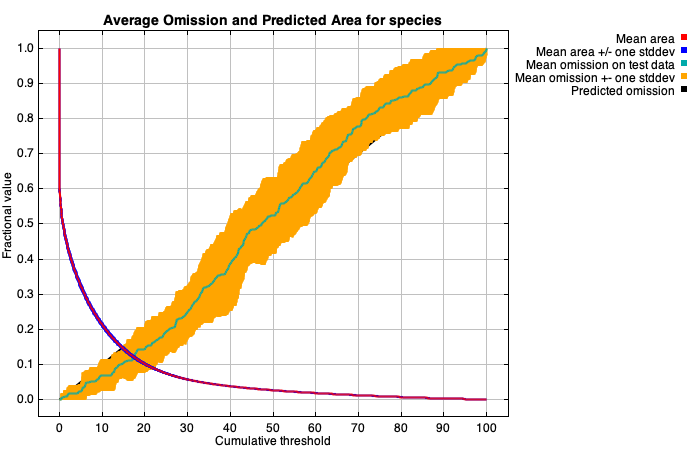 Average Omission and Predicted Area for species
Mean area
Mean area +/- one stddev
Mean omission on test data
Mean omission +- one stddev
Predicted omission
Fractional value
1.0
0.9
0.8
0.7
0.6
0.5
0.4
0.3
0.2
0.1
0.0
0 10 20 30 40 50 60 70 80 90 100
Cumulative threshold